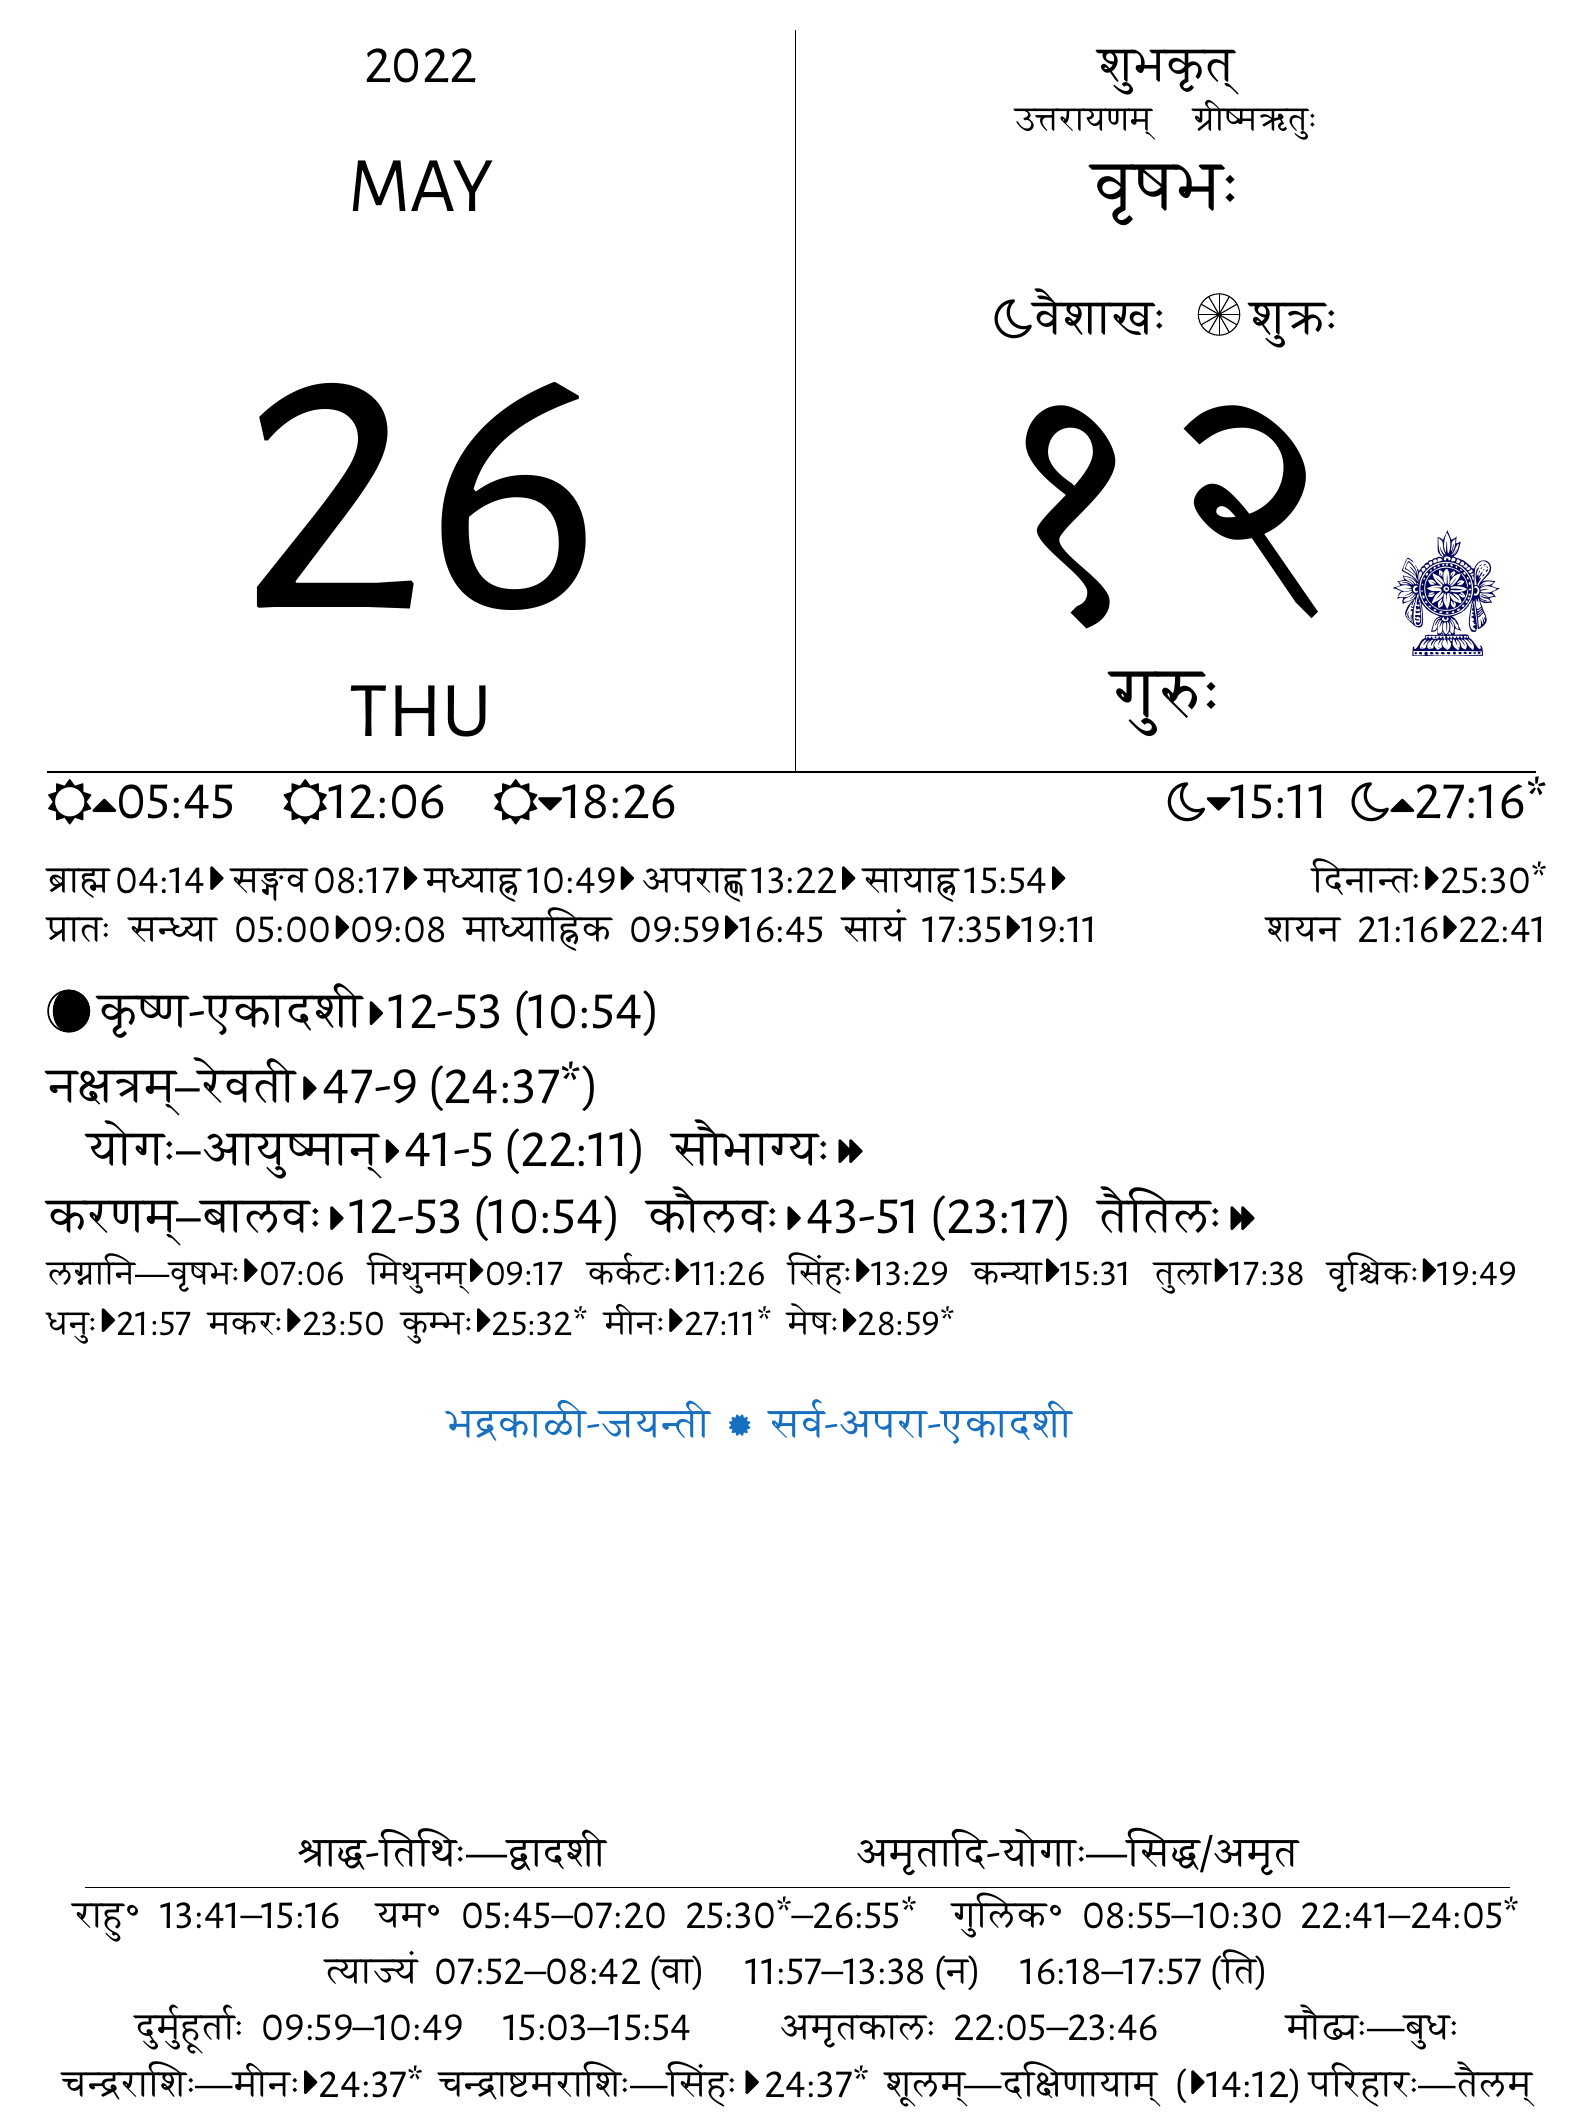 2022
MAY
26
THU
शुभकृत्
उत्तरायणम् ग्रीष्मऋतुः
वृषभः
वैशाखः शुक्रः
१२
गुरुः
05:45 12:06 18:26 15:11 27:16*
ब्राह्म 04:14 सङ्गव 08:17 मध्याह्न 10:49 अपराह्ण 13:22 सायाह्न 15:54 दिनान्तः 25:30*
प्रातः सन्ध्या 05:00 09:08 माध्याह्निक 09:59 16:45 सायं 17:35 19:11 शयन 21:16 22:41
कृष्ण-एकादशी 12-53 (10:54)
नक्षत्रम्–रेवती 47-9 (24:37*)
योगः–आयुष्मान् 41-5 (22:11) सौभाग्यः
करणम्–बालवः 12-53 (10:54) कौलवः 43-51 (23:17) तैतिलः
लग्नानि—वृषभः 07:06 मिथुनम् 09:17 कर्कटः 11:26 सिंहः 13:29 कन्या 15:31 तुला 17:38 वृश्चिकः 19:49
धनुः 21:57 मकरः 23:50 कुम्भः 25:32* मीनः 27:11* मेषः 28:59*
भद्रकाळी-जयन्ती सर्व-अपरा-एकादशी
श्राद्ध-तिथिः—द्वादशी अमृतादि-योगाः—सिद्ध/अमृत
राहु° 13:41–15:16 यम° 05:45–07:20 25:30*–26:55* गुलिक° 08:55–10:30 22:41–24:05*
त्याज्यं 07:52–08:42 (वा) 11:57–13:38 (न) 16:18–17:57 (ति)
दुर्मुहूर्ताः 09:59–10:49 15:03–15:54 अमृतकालः 22:05–23:46 मौढ्यः—बुधः
चन्द्रराशिः—मीनः 24:37* चन्द्राष्टमराशिः—सिंहः 24:37* शूलम्—दक्षिणायाम् ( 14:12) परिहारः—तैलम्